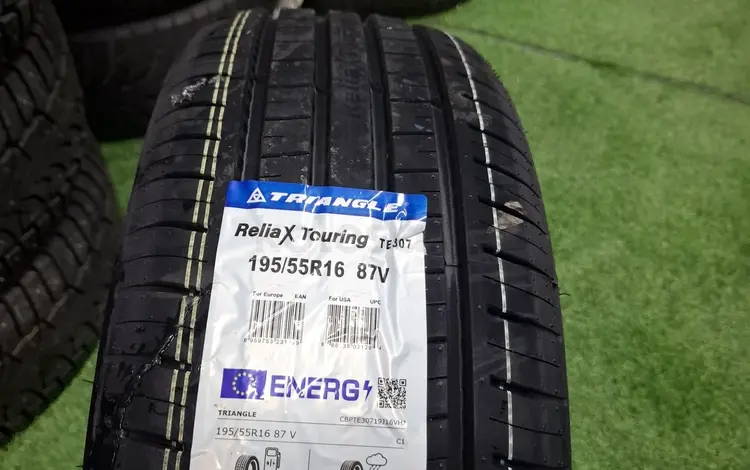 TRIANGLE
ReliaX Touring TE307
195/55R16 87V
For Europe EAN
For USA UPC
ENERG
TRIANGLE
CBPTE30719J16VHJ
195/55R16 87 V
C1